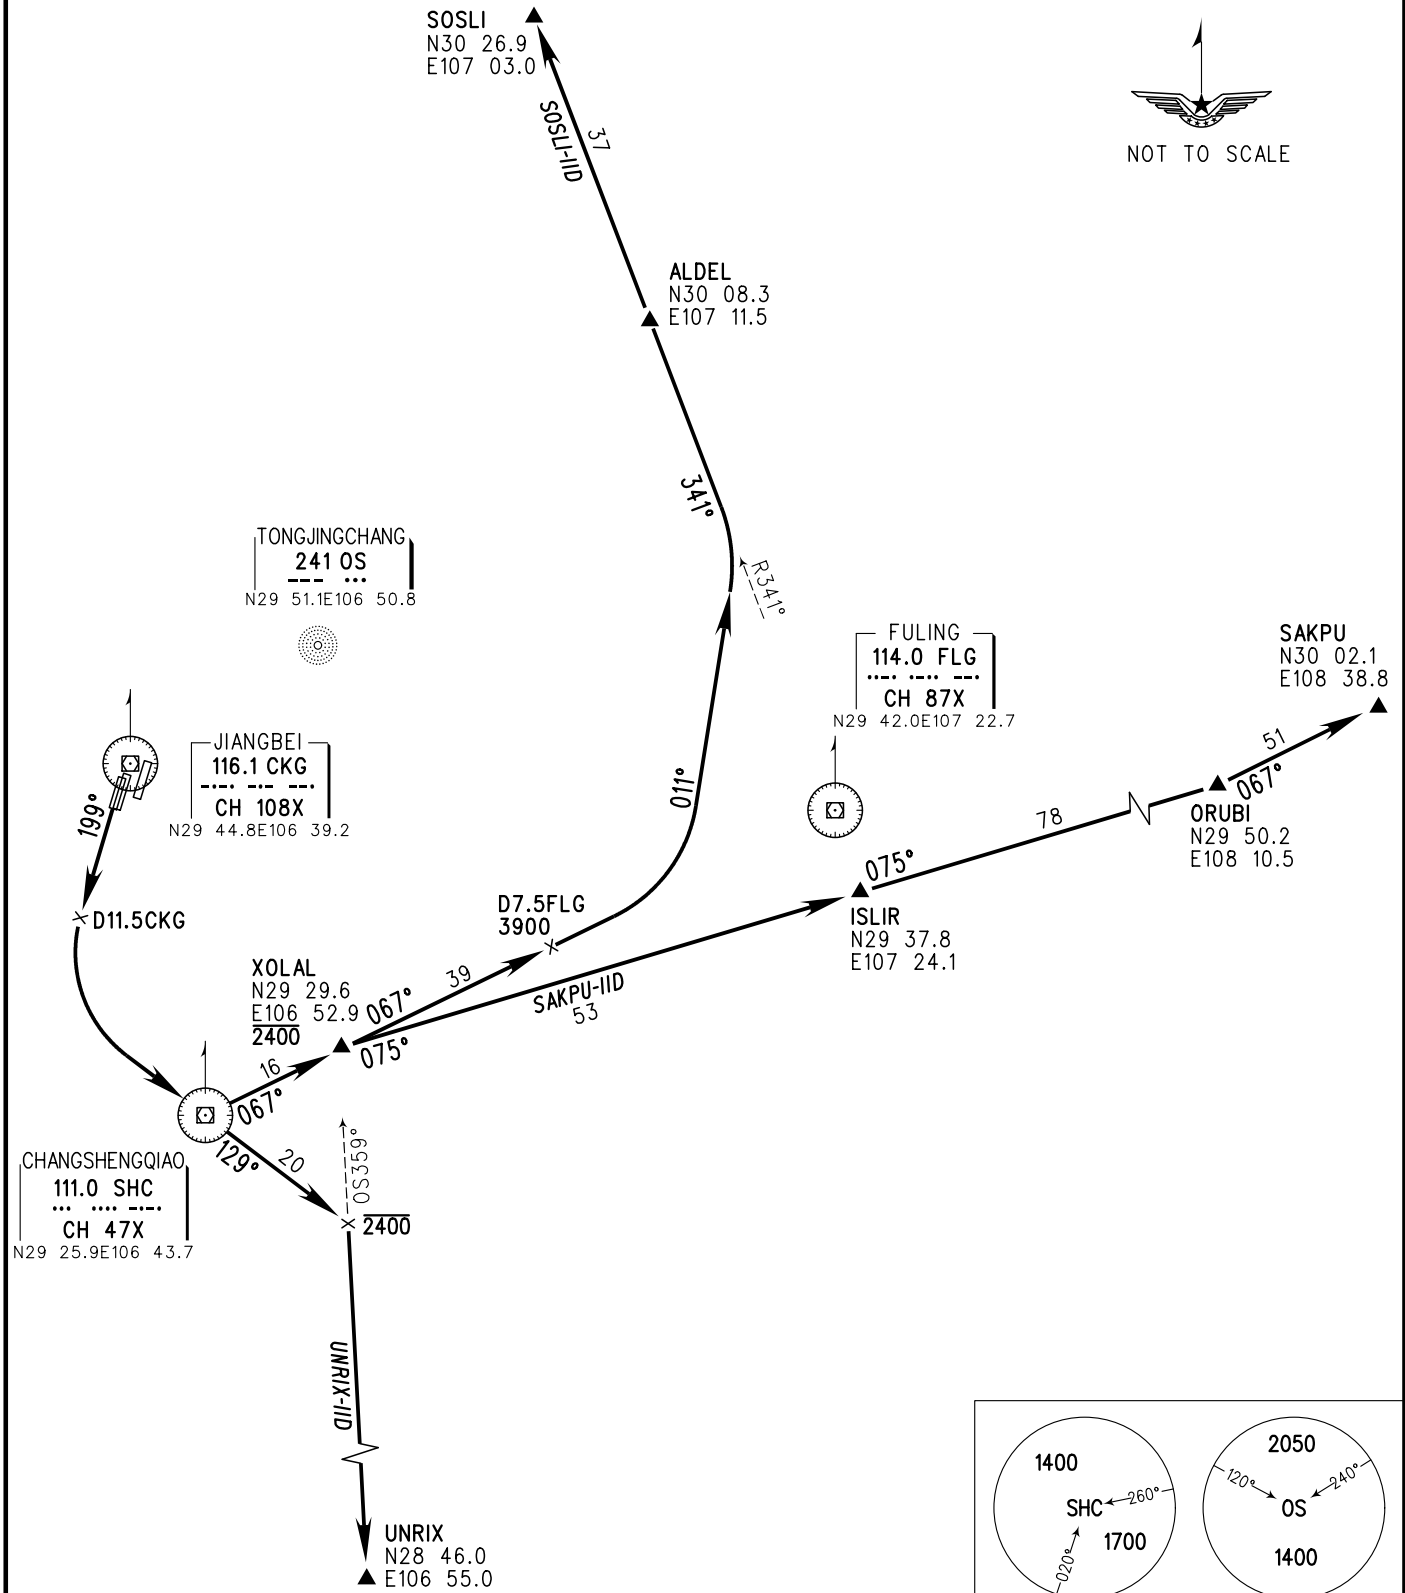 SOSLI
N30 26.9
E107 03.0
NOT TO SCALE
37
SOSLI-IID
ALDEL
N30 08.3
E107 11.5
341°
R341°
TONGJINGCHANG
241 OS
N29 51.1E106 50.8
FULING
114.0 FLG
CH 87X
N29 42.0E107 22.7
SAKPU
N30 02.1
E108 38.8
51
067°
JIANGBEI
116.1 CKG
CH 108X
N29 44.8E106 39.2
199°
011°
78
ORUBI
N29 50.2
E108 10.5
075°
D11.5CKG
D7.5FLG
3900
ISLIR
N29 37.8
E107 24.1
XOLAL
N29 29.6
E106 52.9
2400
39
067°
SAKPU-IID
53
075°
16
067°
129°
20
OS359°
2400
CHANGSHENGQIAO
111.0 SHC
CH 47X
N29 25.9E106 43.7
UNRIX-IID
UNRIX
N28 46.0
E106 55.0
1400
SHC
260°
1700
020°
2050
120°
240°
OS
1400